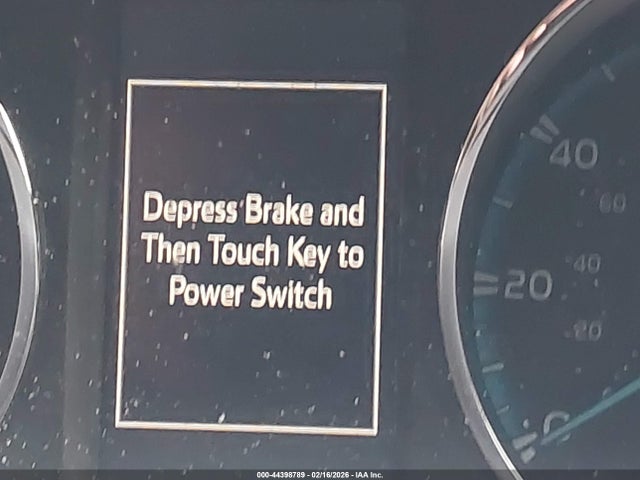 Depress Brake and
Then Touch Key to
Power Switch
40
60
20
40
20
0
000-44398789 - 02/16/2026 - IAA Inc.